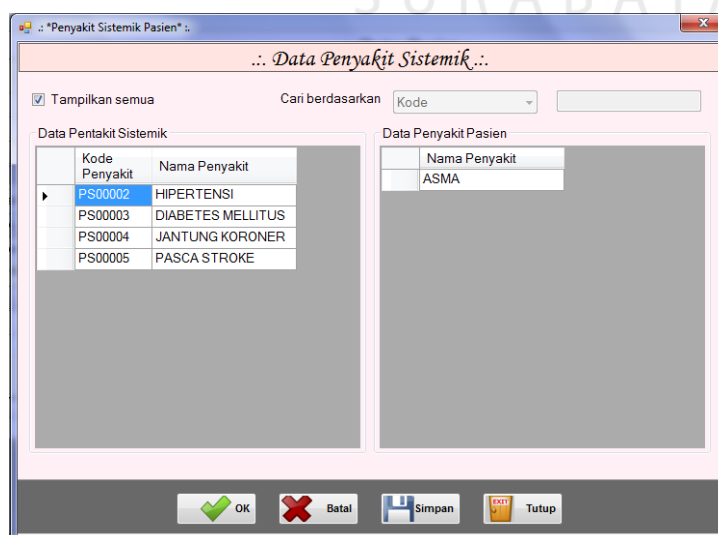 SURABAYA
.: *Penyakit Sistemik Pasien* :.
.:. Data Penyakit Sistemik .:.
Tampilkan semua Cari berdasarkan Kode
Data Pentakit Sistemik Data Penyakit Pasien
Kode Penyakit Nama Penyakit Nama Penyakit
PS00002 HIPERTENSI ASMA
PS00003 DIABETES MELLITUS
PS00004 JANTUNG KORONER
PS00005 PASCA STROKE
OK Batal Simpan EXIT Tutup